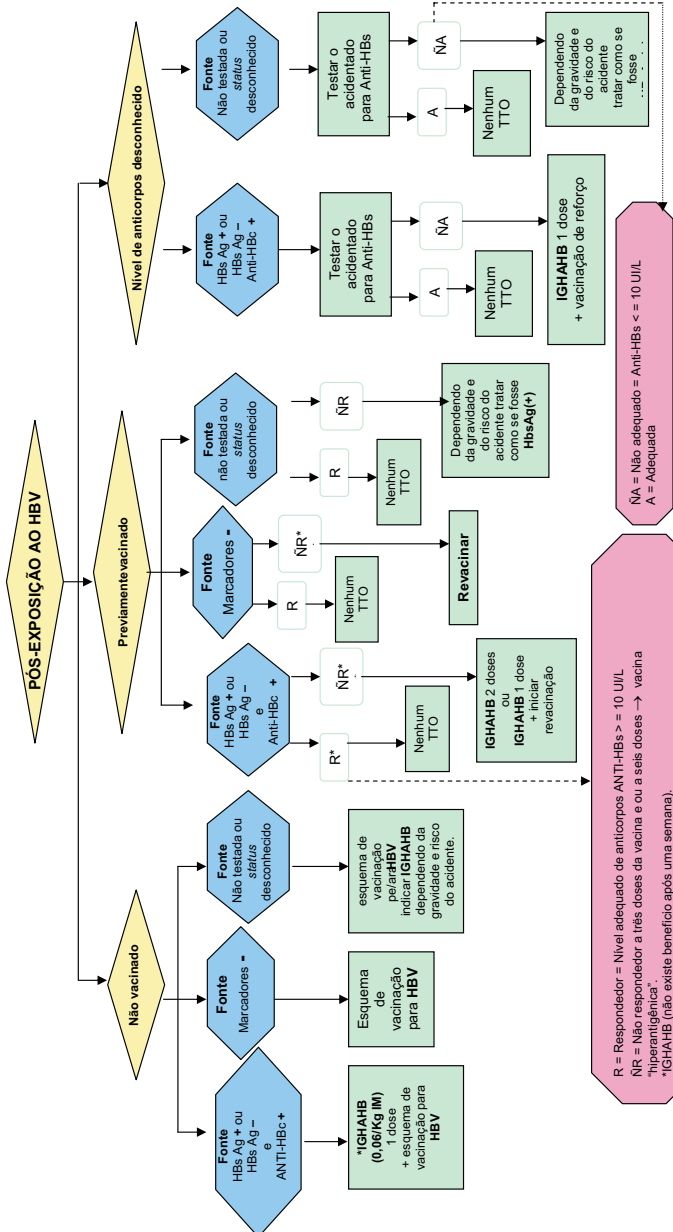 PÓS-EXPOSIÇÃO AO HBV
Não vacinado
Fonte
HBs Ag + ou
HBs Ag –
e
ANTI-HBc +
*IGHAHB
(0,06/Kg IM)
1 dose
+ esquema de
vacinação para
HBV
Fonte
Marcadores -
Esquema
de
vacinação
para HBV
Fonte
Não testada ou
status
desconhecido
esquema de
vacinação
pe/araHBV
indicar IGHAHB
dependendo da
gravidade e risco
do acidente.
Previamente vacinado
Fonte
HBs Ag + ou
HBs Ag –
e
Anti-HBc +
R*
Nenhum
TTO
ÑR*
IGHAHB 2 doses
ou
IGHAHB 1 dose
+ iniciar
revacinação
Fonte
Marcadores -
R
Nenhum
TTO
ÑR*
Revacinar
Fonte
não testada ou
status
desconhecido
R
Nenhum
TTO
ÑR
Dependendo
da gravidade e
do risco do
acidente tratar
como se fosse
HbsAg(+)
Nível de anticorpos desconhecido
Fonte
HBs Ag + ou
HBs Ag –
Anti-HBc +
Testar o
acidentado
para Anti-HBs
A
Nenhum
TTO
ÑA
IGHAHB 1 dose
+ vacinação de reforço
Fonte
Não testada ou
status
desconhecido
Testar o
acidentado
para Anti-HBs
A
Nenhum
TTO
ÑA
Dependendo
da gravidade e
do risco do
acidente
tratar como se
fosse
R = Respondedor = Nível adequado de anticorpos ANTI-HBs > = 10 UI/L
ÑR = Não respondedor a três doses da vacina e ou a seis doses → vacina
"hiperantigênica".
*IGHAHB (não existe benefício após uma semana).
ÑA = Não adequado = Anti-HBs < = 10 UI/L
A = Adequada